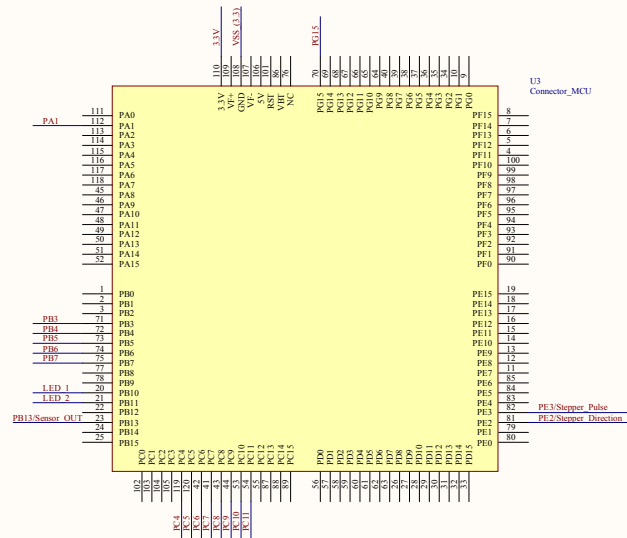 3.3V VSS (3.3) PG15
110 109 108 107 106 101 86 76 70 69 68 67 66 65 64 40 39 38 37 36 35 34 10 9
U3
Connector_MCU
3.3V VF+ GND VF- 5V RST VBT NC PG15 PG14 PG13 PG12 PG11 PG10 PG9 PG8 PG7 PG6 PG5 PG4 PG3 PG2 PG1 PG0
111 PA0 PF15 8
PA1 112 PA1 PF14 7
113 PA2 PF13 6
114 PA3 PF12 5
115 PA4 PF11 4
116 PA5 PF10 100
117 PA6 PF9 99
118 PA7 PF8 98
45 PA8 PF7 97
46 PA9 PF6 96
47 PA10 PF5 95
48 PA11 PF4 94
49 PA12 PF3 93
50 PA13 PF2 92
51 PA14 PF1 91
52 PA15 PF0 90
1 PB0 PE15 19
2 PB1 PE14 18
3 PB2 PE13 17
PB3 71 PB3 PE12 16
PB4 72 PB4 PE11 15
PB5 73 PB5 PE10 14
PB6 74 PB6 PE9 13
PB7 75 PB7 PE8 12
77 PB8 PE7 11
78 PB9 PE6 85
LED_1 20 PB10 PE5 84
LED_2 21 PB11 PE4 83
22 PB12 PE3 82 PE3/Stepper_Pulse
PB13/Sensor_OUT 23 PB13 PE2 81 PE2/Stepper_Direction
24 PB14 PE1 79
25 PB15 PE0 80
PC0 PC1 PC2 PC3 PC4 PC5 PC6 PC7 PC8 PC9 PC10 PC11 PC12 PC13 PC14 PC15 PD0 PD1 PD2 PD3 PD4 PD5 PD6 PD7 PD8 PD9 PD10 PD11 PD12 PD13 PD14 PD15
102 103 104 105 119 120 42 41 43 44 53 54 55 87 88 89 56 57 58 59 60 61 62 63 26 27 28 29 30 31 32 33
PC4 PC5 PC6 PC7 PC8 PC9 PC10 PC11